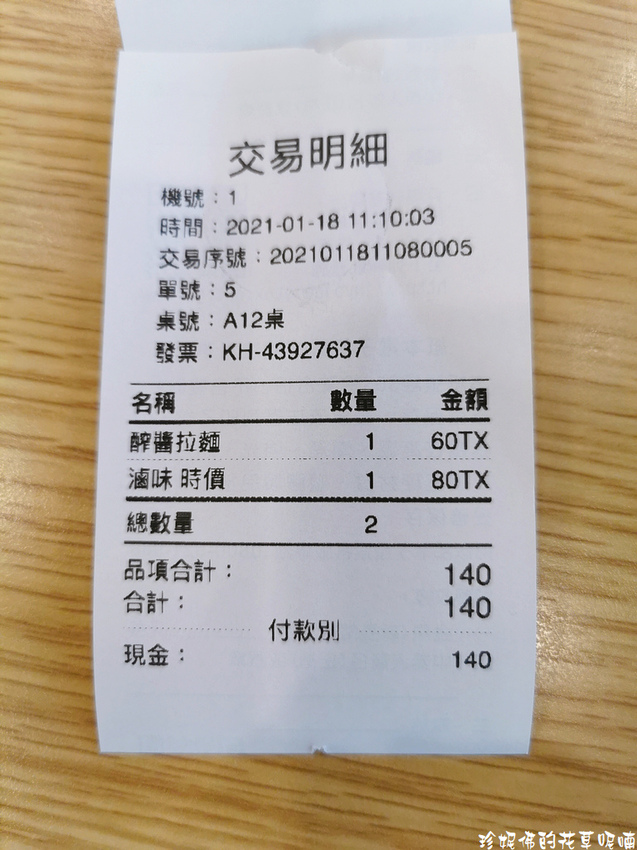 交易明細
機號：1
時間：2021-01-18 11:10:03
交易序號：2021011811080005
單號：5
桌號：A12桌
發票：KH-43927637
名稱 數量 金額
醡醬拉麵 1 60TX
滷味 時價 1 80TX
總數量 2
品項合計： 140
合計： 140
付款別
現金： 140
珍妮佛的花草呢喃